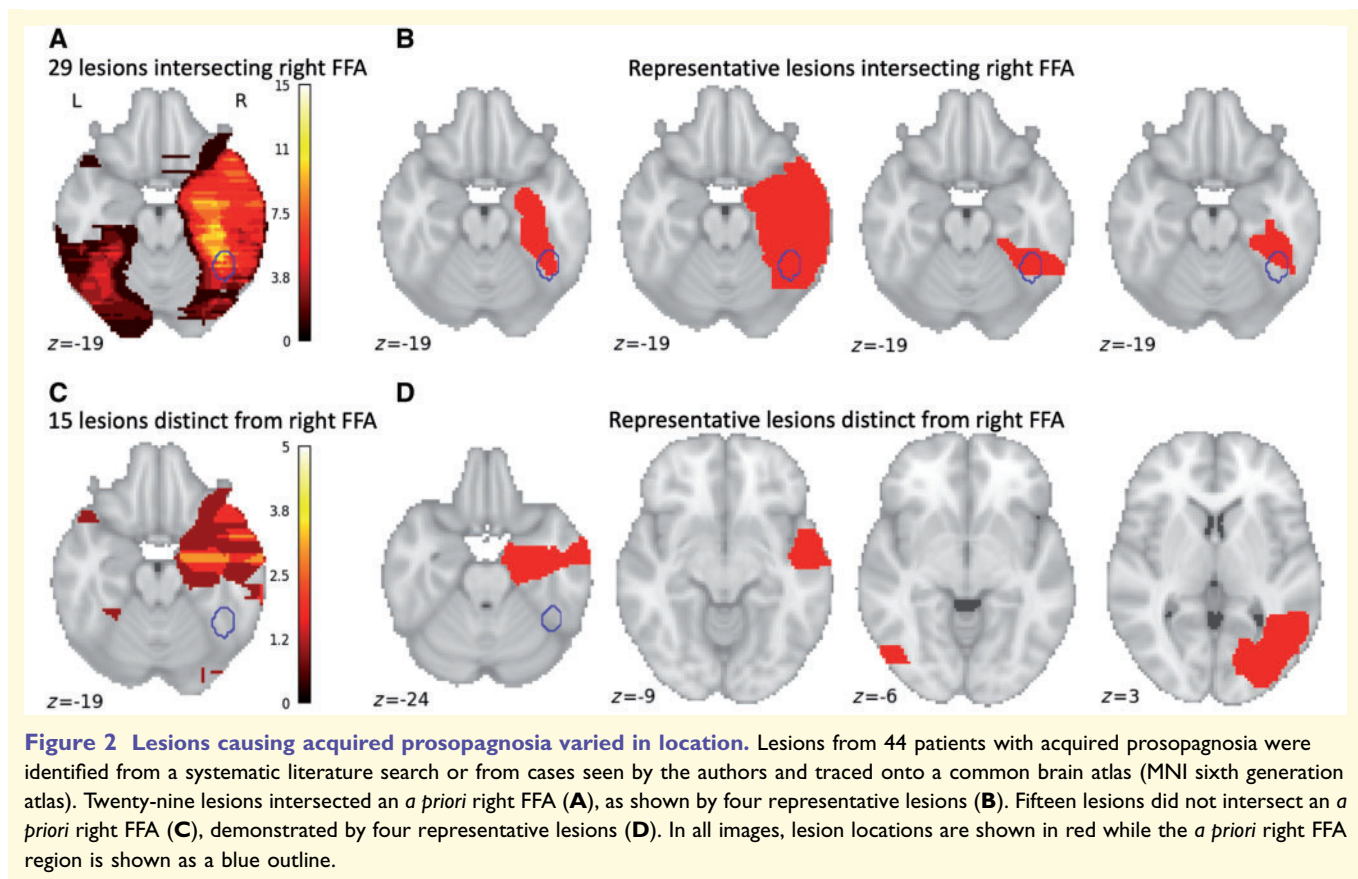 A
29 lesions intersecting right FFA
L
R
15
11
7.5
3.8
0
z=-19
B
Representative lesions intersecting right FFA
z=-19
z=-19
z=-19
z=-19
C
15 lesions distinct from right FFA
5
3.8
2.5
1.2
0
z=-19
D
Representative lesions distinct from right FFA
z=-24
z=-9
z=-6
z=3
Figure 2 Lesions causing acquired prosopagnosia varied in location. Lesions from 44 patients with acquired prosopagnosia were
identified from a systematic literature search or from cases seen by the authors and traced onto a common brain atlas (MNI sixth generation
atlas). Twenty-nine lesions intersected an a priori right FFA (A), as shown by four representative lesions (B). Fifteen lesions did not intersect an a
priori right FFA (C), demonstrated by four representative lesions (D). In all images, lesion locations are shown in red while the a priori right FFA
region is shown as a blue outline.